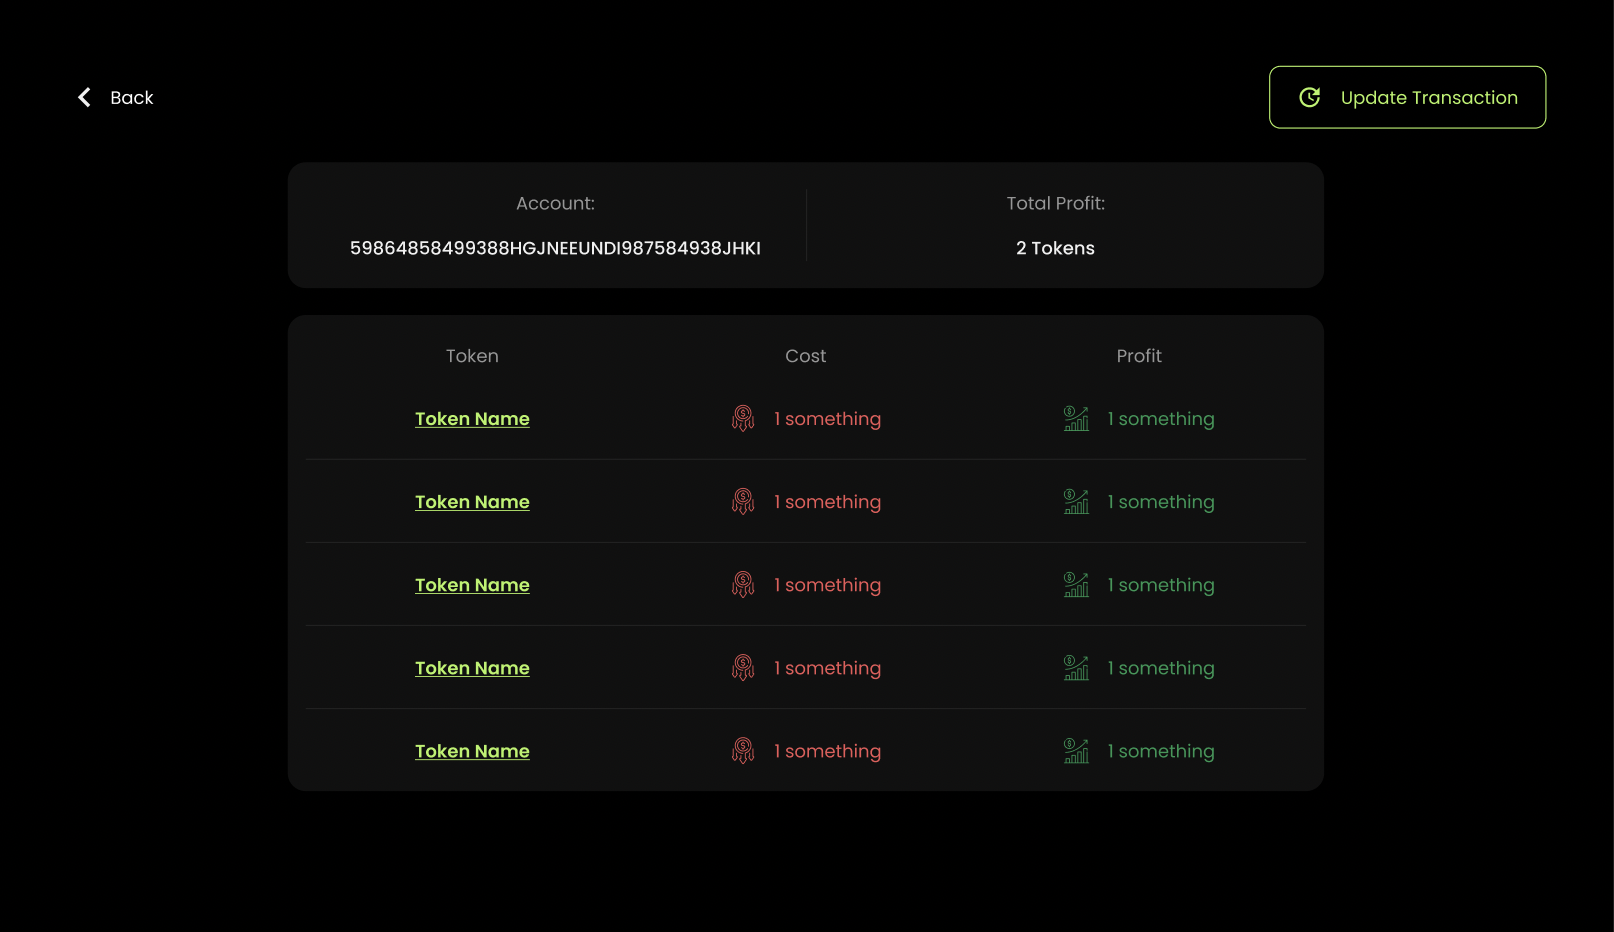 Back
Update Transaction
Account:
Total Profit:
59864858499388HGJNEEUNDI987584938JHKI
2 Tokens
Token Cost Profit
Token Name 1 something 1 something
Token Name 1 something 1 something
Token Name 1 something 1 something
Token Name 1 something 1 something
Token Name 1 something 1 something